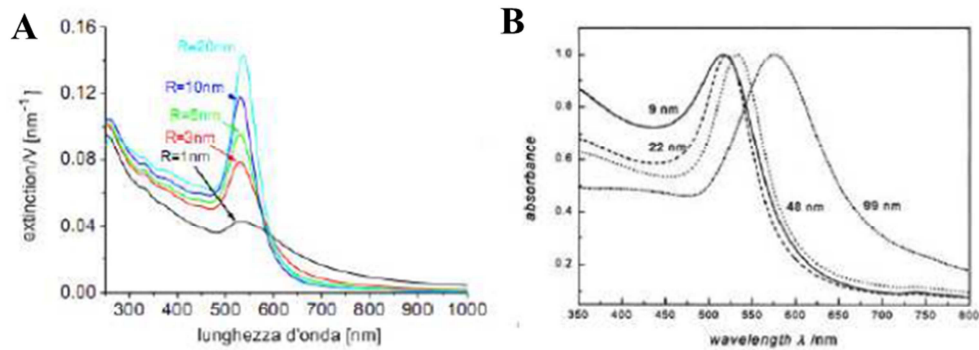 A
0.16
0.12
0.08
0.04
0.00
extinction/V [nm⁻¹]
R=20nm
R=10nm
R=5nm
R=3nm
R=1nm
300 400 500 600 700 800 900 1000
lunghezza d'onda [nm]
B
1.0
0.8
0.6
0.4
0.2
absorbance
9 nm
22 nm
48 nm
99 nm
350 400 450 500 550 600 650 700 750 800
wavelength λ /nm